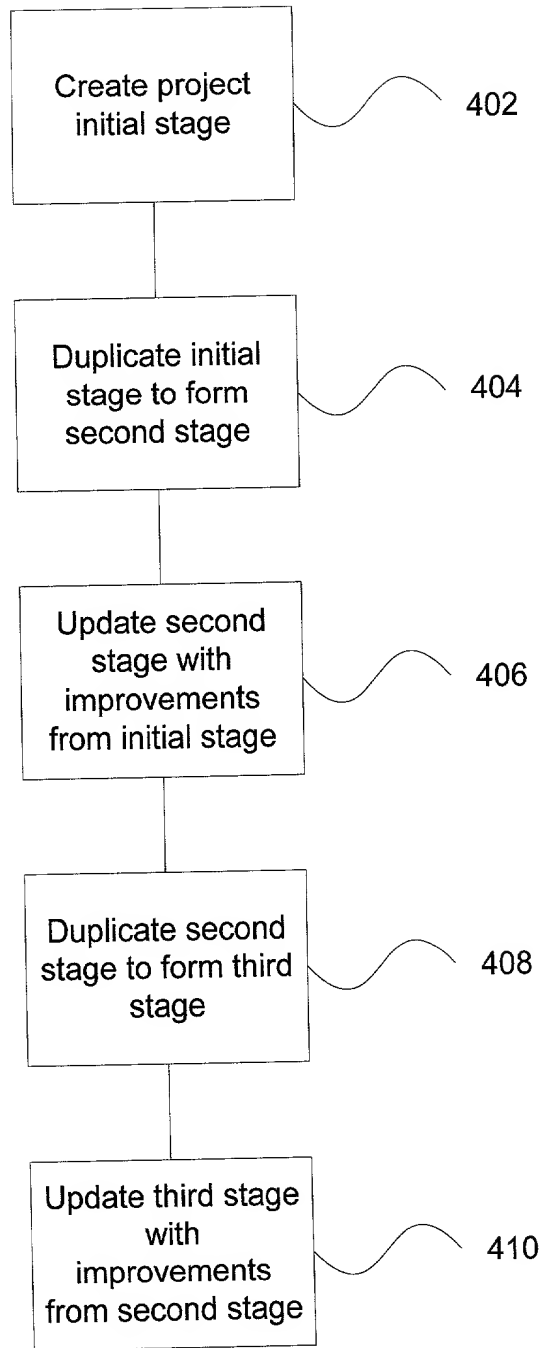 Create project
initial stage
402
Duplicate initial
stage to form
second stage
404
Update second
stage with
improvements
from initial stage
406
Duplicate second
stage to form third
stage
408
Update third stage
with
improvements
from second stage
410